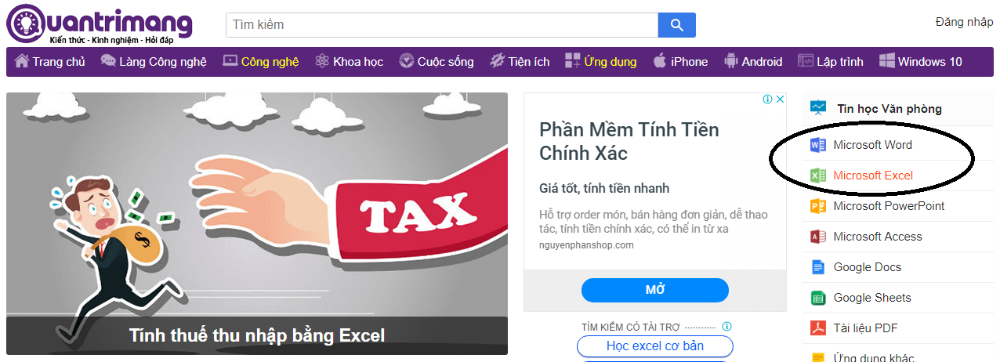 Quantrimang
Kiến thức - Kinh nghiệm - Hỏi đáp
Tìm kiếm
Đăng nhập
Trang chủ
Làng Công nghệ
Công nghệ
Khoa học
Cuộc sống
Tiện ích
Ứng dụng
iPhone
Android
Lập trình
Windows 10
TAX
$
Tính thuế thu nhập bằng Excel
Phần Mềm Tính Tiền
Chính Xác
Giá tốt, tính tiền nhanh
Hỗ trợ order món, bán hàng đơn giản, dễ thao
tác, tính tiền chính xác, có thể in từ xa
nguyenphanshop.com
MỞ
TÌM KIẾM CÓ TÀI TRỢ
Học excel cơ bản
Tin học Văn phòng
Microsoft Word
Microsoft Excel
Microsoft PowerPoint
Microsoft Access
Google Docs
Google Sheets
Tài liệu PDF
Ứng dụng khác